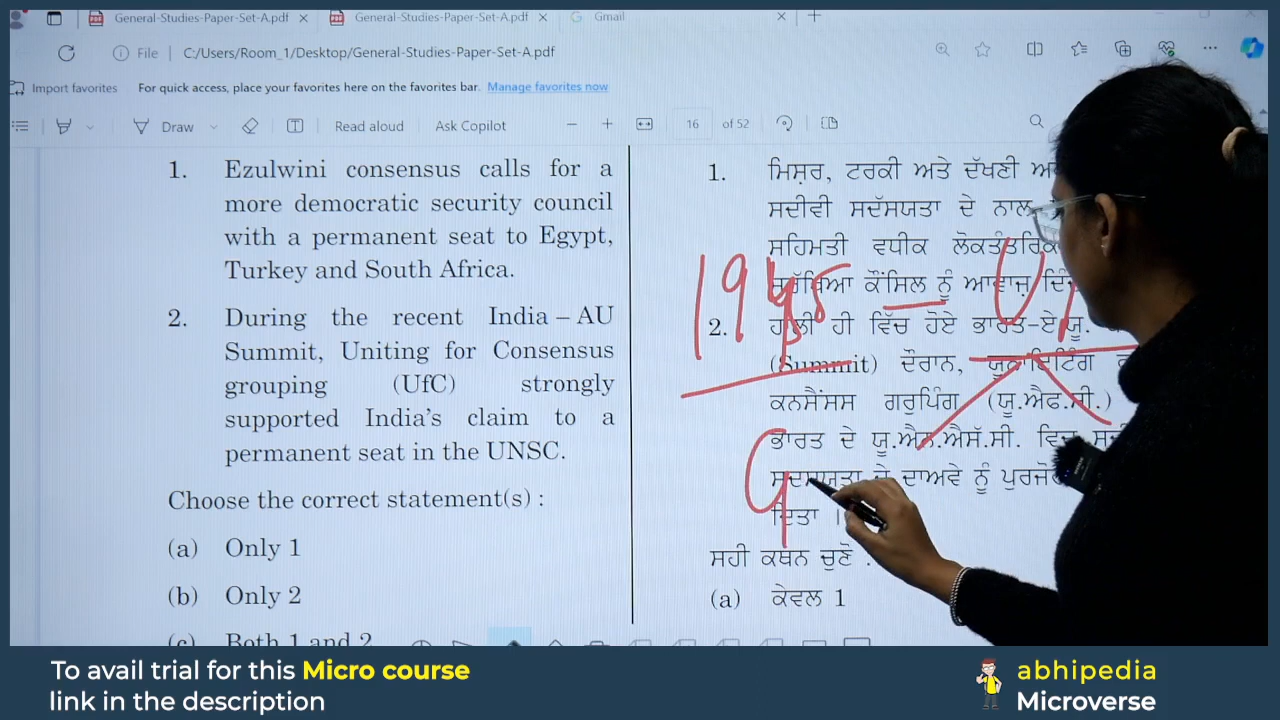 General-Studies-Paper-Set-A.pdf
General-Studies-Paper-Set-A.pdf
Gmail
File
C:/Users/Room_1/Desktop/General-Studies-Paper-Set-A.pdf
Import favorites
For quick access, place your favorites here on the favorites bar. Manage favorites now
Draw
Read aloud
Ask Copilot
16 of 52
1. Ezulwini consensus calls for a
more democratic security council
with a permanent seat to Egypt,
Turkey and South Africa.
2. During the recent India – AU
Summit, Uniting for Consensus
grouping (UfC) strongly
supported India's claim to a
permanent seat in the UNSC.
Choose the correct statement(s) :
(a) Only 1
(b) Only 2
(c) Both 1 and 2
1. ਮਿਸ਼ਰ, ਟਰਕੀ ਅਤੇ ਦੱਖਣੀ
ਸਦੀਵੀ ਸਦੱਸਯਤਾ ਦੇ ਨਾਲ
ਸਹਿਮਤੀ ਵਧੀਕ
ਕੌਂਸਿਲ ਨੂੰ
1945
2. ਹਾਲੀ ਹੀ ਵਿੱਚ ਹੋਏ ਭਾਰਤ-ਏ.ਯੂ.
(Summit) ਦੌਰਾਨ,
ਕਨਸੈਂਸਸ ਗਰੁਪਿੰਗ (ਯੂ.ਐਫ.ਸੀ.)
ਭਾਰਤ ਦੇ ਯੂ.ਐਨ.ਐਸੱ.ਸੀ. ਵਿਚ
ਦੇ ਦਾਅਵੇ ਨੂੰ
ਦਿਤਾ ।
ਸਹੀ ਕਥਨ ਚੁਣੋ :
(a) ਕੇਵਲ 1
To avail trial for this Micro course
link in the description
abhipedia
Microverse